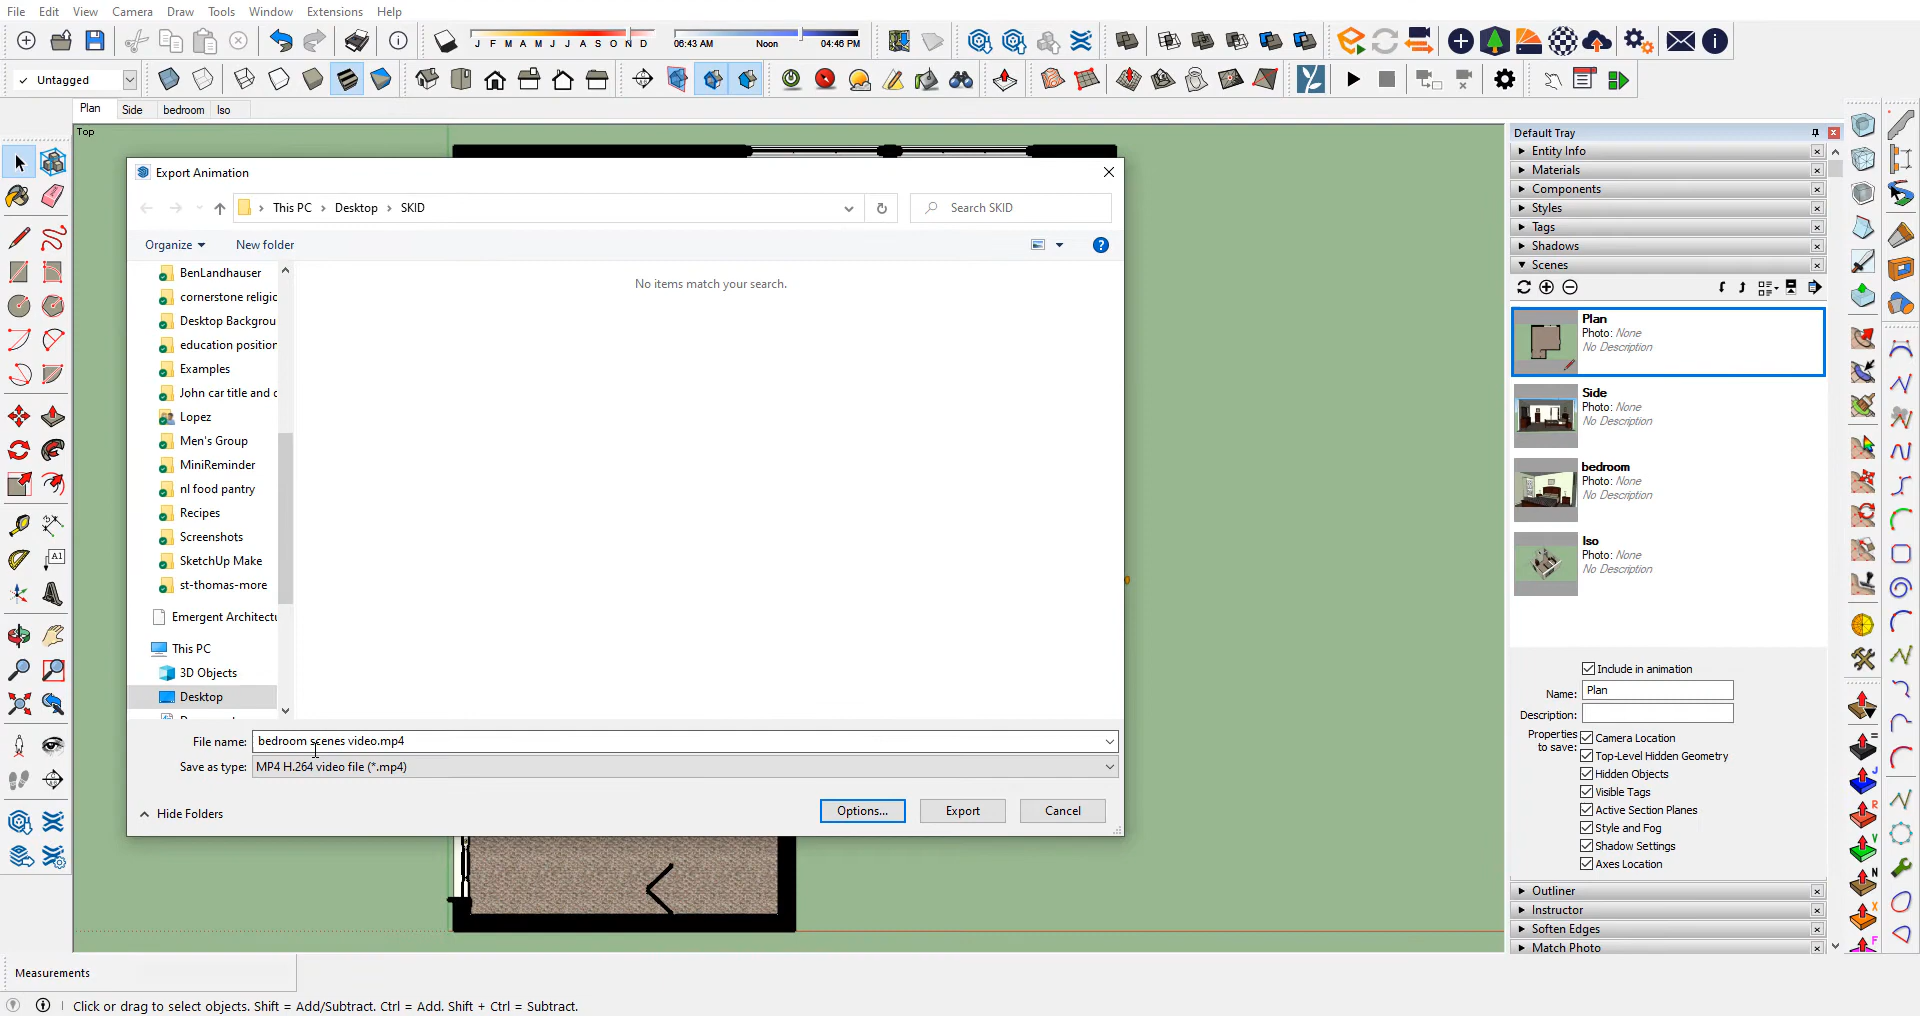 File Edit View Camera Draw Tools Window Extensions Help
J F M A M J J A S O N D
06:43 AM Noon 04:46 PM
Untagged
Plan Side bedroom Iso
Top
Default Tray
Entity Info
Materials
Components
Styles
Tags
Shadows
Scenes
Plan
Photo: None
No Description
Side
Photo: None
No Description
bedroom
Photo: None
No Description
Iso
Photo: None
No Description
Include in animation
Name: Plan
Description:
Properties
to save:
Camera Location
Top-Level Hidden Geometry
Hidden Objects
Visible Tags
Active Section Planes
Style and Fog
Shadow Settings
Axes Location
Outliner
Instructor
Soften Edges
Match Photo
Export Animation
This PC > Desktop > SKID
Search SKID
Organize New folder
BenLandhauser
cornerstone religic
Desktop Backgrou
education position
Examples
John car title and c
Lopez
Men's Group
MiniReminder
nl food pantry
Recipes
Screenshots
SketchUp Make
st-thomas-more
Emergent Architectu
This PC
3D Objects
Desktop
No items match your search.
File name: bedroom scenes video.mp4
Save as type: MP4 H.264 video file (*.mp4)
Hide Folders
Options... Export Cancel
Measurements
Click or drag to select objects. Shift = Add/Subtract. Ctrl = Add. Shift + Ctrl = Subtract.